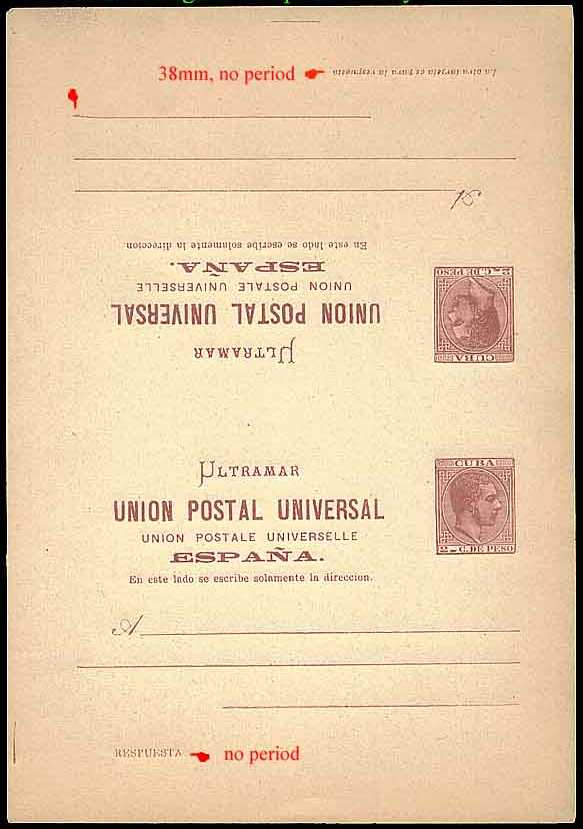 38mm, no period
La otra tarjeta es para la respuesta
En este lado se escribe solamente la direccion.
ESPAÑA.
UNION POSTALE UNIVERSELLE
UNION POSTAL UNIVERSAL
ULTRAMAR
2 C. DE PESO
CUBA
ULTRAMAR
UNION POSTAL UNIVERSAL
UNION POSTALE UNIVERSELLE
ESPAÑA.
En este lado se escribe solamente la direccion.
CUBA
2 C. DE PESO
A
RESPUESTA
no period